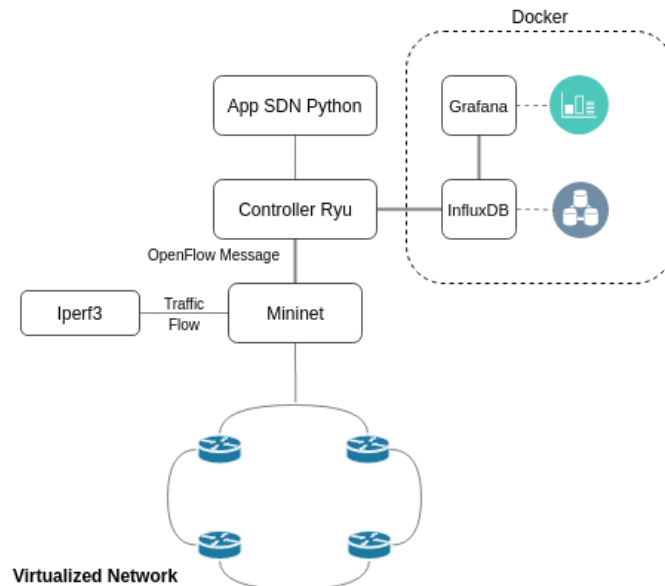 Docker
App SDN Python
Grafana
Controller Ryu
InfluxDB
OpenFlow Message
Iperf3
Traffic
Flow
Mininet
Virtualized Network